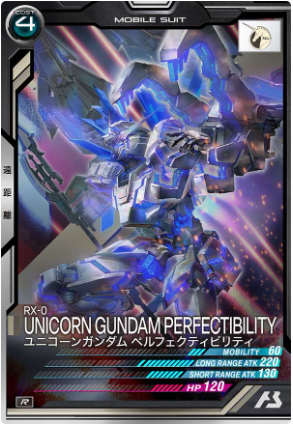 COST
4
MOBILE SUIT
遠距離
RX-0
UNICORN GUNDAM PERFECTIBILITY
ユニコーンガンダム ペルフェクティビリティ
MOBILITY 60
LONG RANGE ATK 220
SHORT RANGE ATK 130
HP 120
R